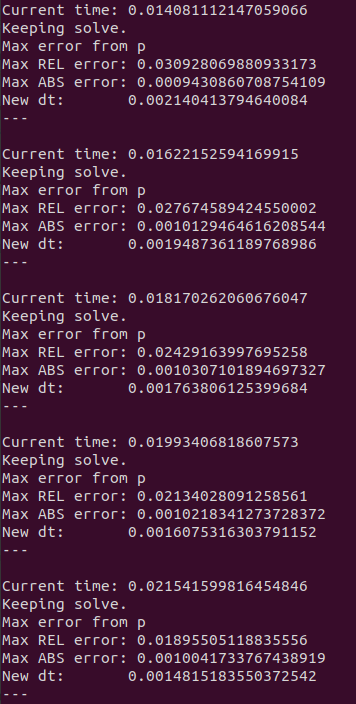 Current time: 0.014081112147059066
Keeping solve.
Max error from p
Max REL error: 0.030928069880933173
Max ABS error: 0.0009430860708754109
New dt:       0.002140413794640084
---
Current time: 0.01622152594169915
Keeping solve.
Max error from p
Max REL error: 0.027674589424550002
Max ABS error: 0.0010129464616208544
New dt:       0.0019487361189768986
---
Current time: 0.018170262060676047
Keeping solve.
Max error from p
Max REL error: 0.02429163997695258
Max ABS error: 0.0010307101894697327
New dt:       0.001763806125399684
---
Current time: 0.01993406818607573
Keeping solve.
Max error from p
Max REL error: 0.02134028091258561
Max ABS error: 0.0010218341273728372
New dt:       0.0016075316303791152
---
Current time: 0.021541599816454846
Keeping solve.
Max error from p
Max REL error: 0.01895505118835556
Max ABS error: 0.0010041733767438919
New dt:       0.0014815183550372542
---